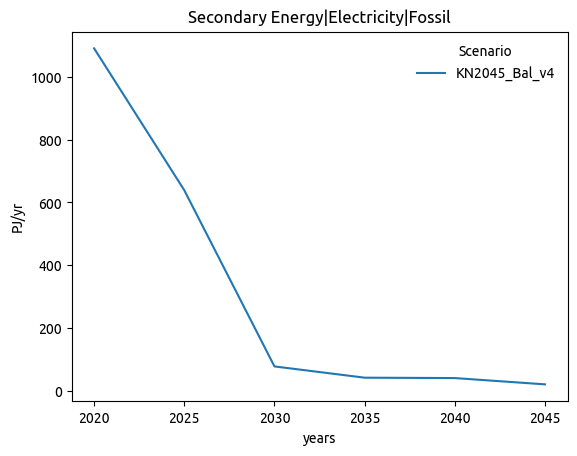 Secondary Energy|Electricity|Fossil
Scenario
KN2045_Bal_v4
PJ/yr
1000
800
600
400
200
0
2020 2025 2030 2035 2040 2045
years